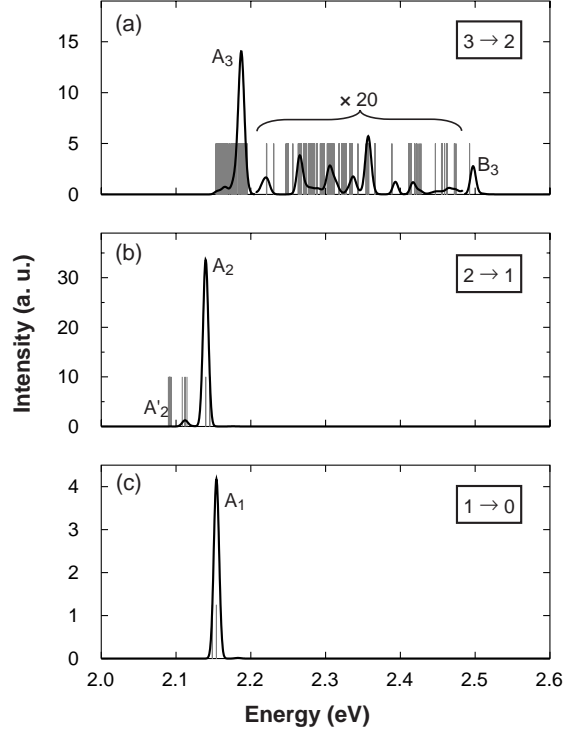 (a)
3 → 2
A3
× 20
B3
15
10
5
0
(b)
2 → 1
A2
A'2
30
20
10
0
Intensity (a. u.)
(c)
1 → 0
A1
4
3
2
1
0
2.0 2.1 2.2 2.3 2.4 2.5 2.6
Energy (eV)